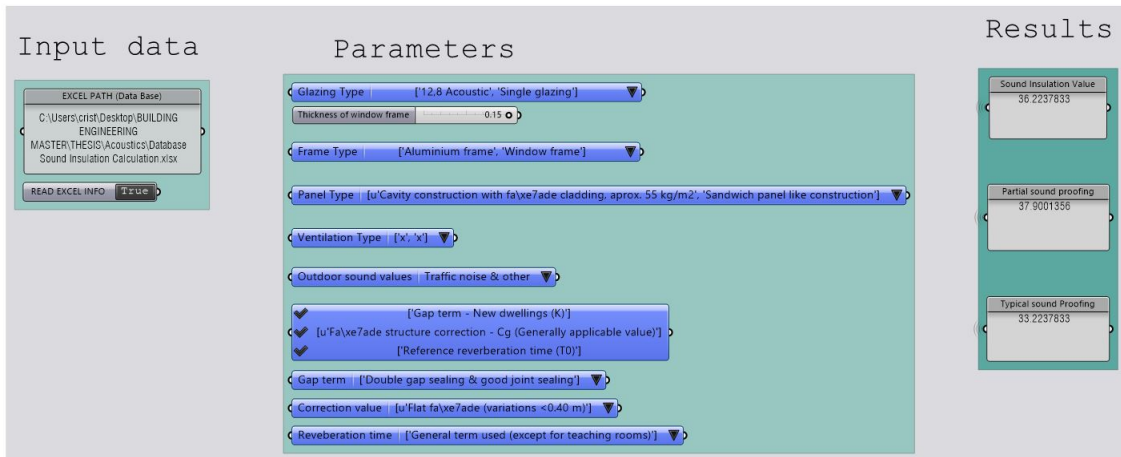 Input data
EXCEL PATH (Data Base)
C:\Users\crist\Desktop\BUILDING
ENGINEERING
MASTER\THESIS\Acoustics\Database
Sound Insulation Calculation.xlsx
READ EXCEL INFO True
Parameters
Glazing Type ['12,8 Acoustic', 'Single glazing']
Thickness of window frame 0.15
Frame Type ['Aluminium frame', 'Window frame']
Panel Type [u'Cavity construction with fa\xe7ade cladding, aprox. 55 kg/m2', 'Sandwich panel like construction']
Ventilation Type ['x', 'x']
Outdoor sound values Traffic noise & other
['Gap term - New dwellings (K)']
[u'Fa\xe7ade structure correction - Cg (Generally applicable value)']
['Reference reverberation time (T0)']
Gap term ['Double gap sealing & good joint sealing']
Correction value [u'Flat fa\xe7ade (variations <0.40 m)']
Reveberation time ['General term used (except for teaching rooms)']
Results
Sound Insulation Value
36.2237833
Partial sound proofing
37.9001356
Typical sound Proofing
33.2237833